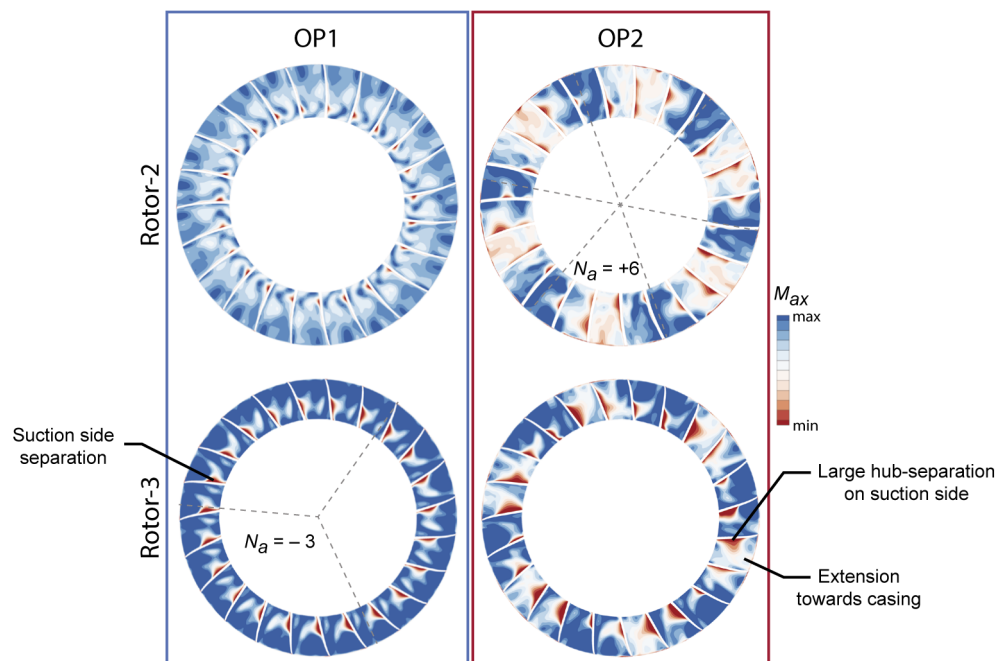 OP1
OP2
Rotor-2
N_a = +6
M_ax
max
min
Suction side
separation
Rotor-3
N_a = – 3
Large hub-separation
on suction side
Extension
towards casing